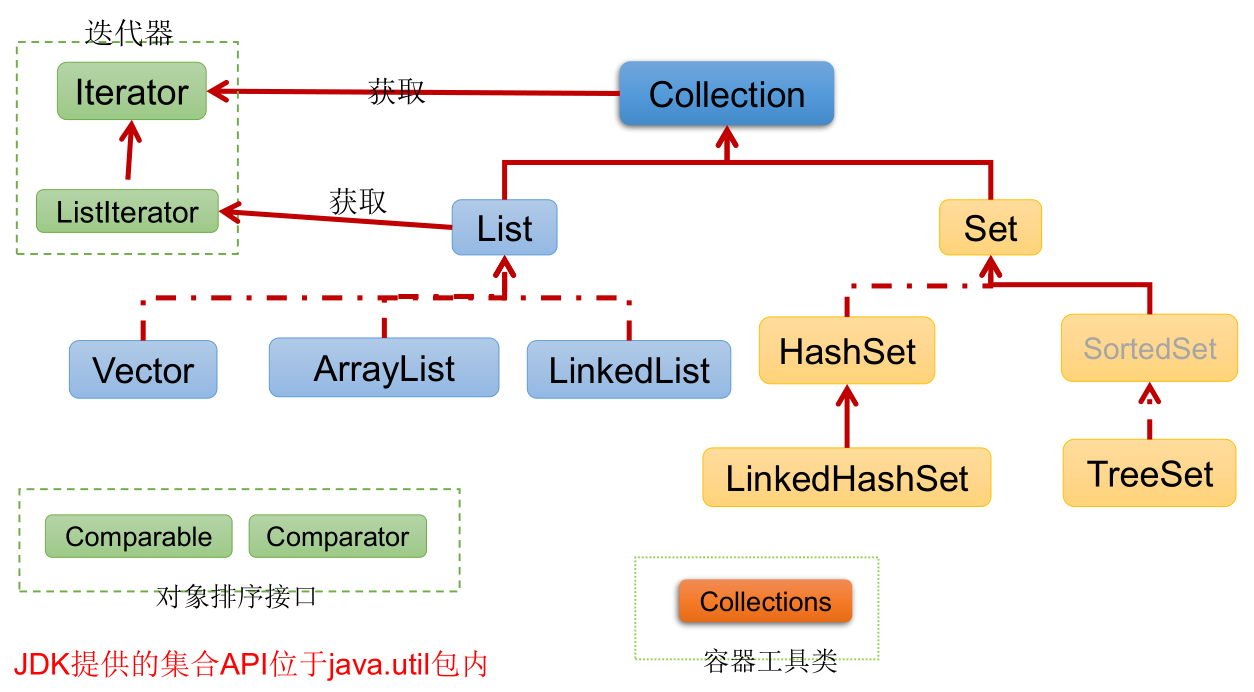 迭代器
Iterator
获取
Collection
ListIterator
获取
List
Set
Vector
ArrayList
LinkedList
HashSet
SortedSet
LinkedHashSet
TreeSet
Comparable
Comparator
对象排序接口
Collections
容器工具类
JDK提供的集合API位于java.util包内